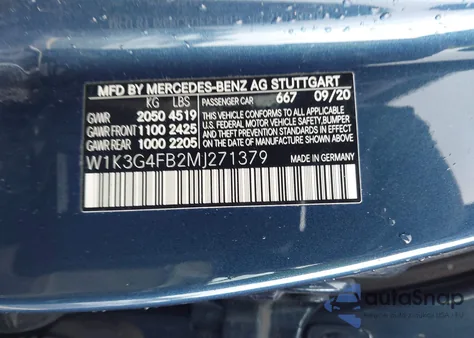 MFD BY MERCEDES-BENZ AG STUTTGART
KG LBS PASSENGER CAR 667 09/20
GVWR 2050 4519 THIS VEHICLE CONFORMS TO ALL APPLICABLE
GAWR FRONT 1100 2425 U.S. FEDERAL MOTOR VEHICLE SAFETY, BUMPER,
GAWR REAR 1000 2205 AND THEFT PREVENTION STANDARDS IN EFFECT ON THE DATE OF MANUFACTURE SHOWN ABOVE.
W1K3G4FB2MJ271379 MADE IN GERMANY
autoSnap